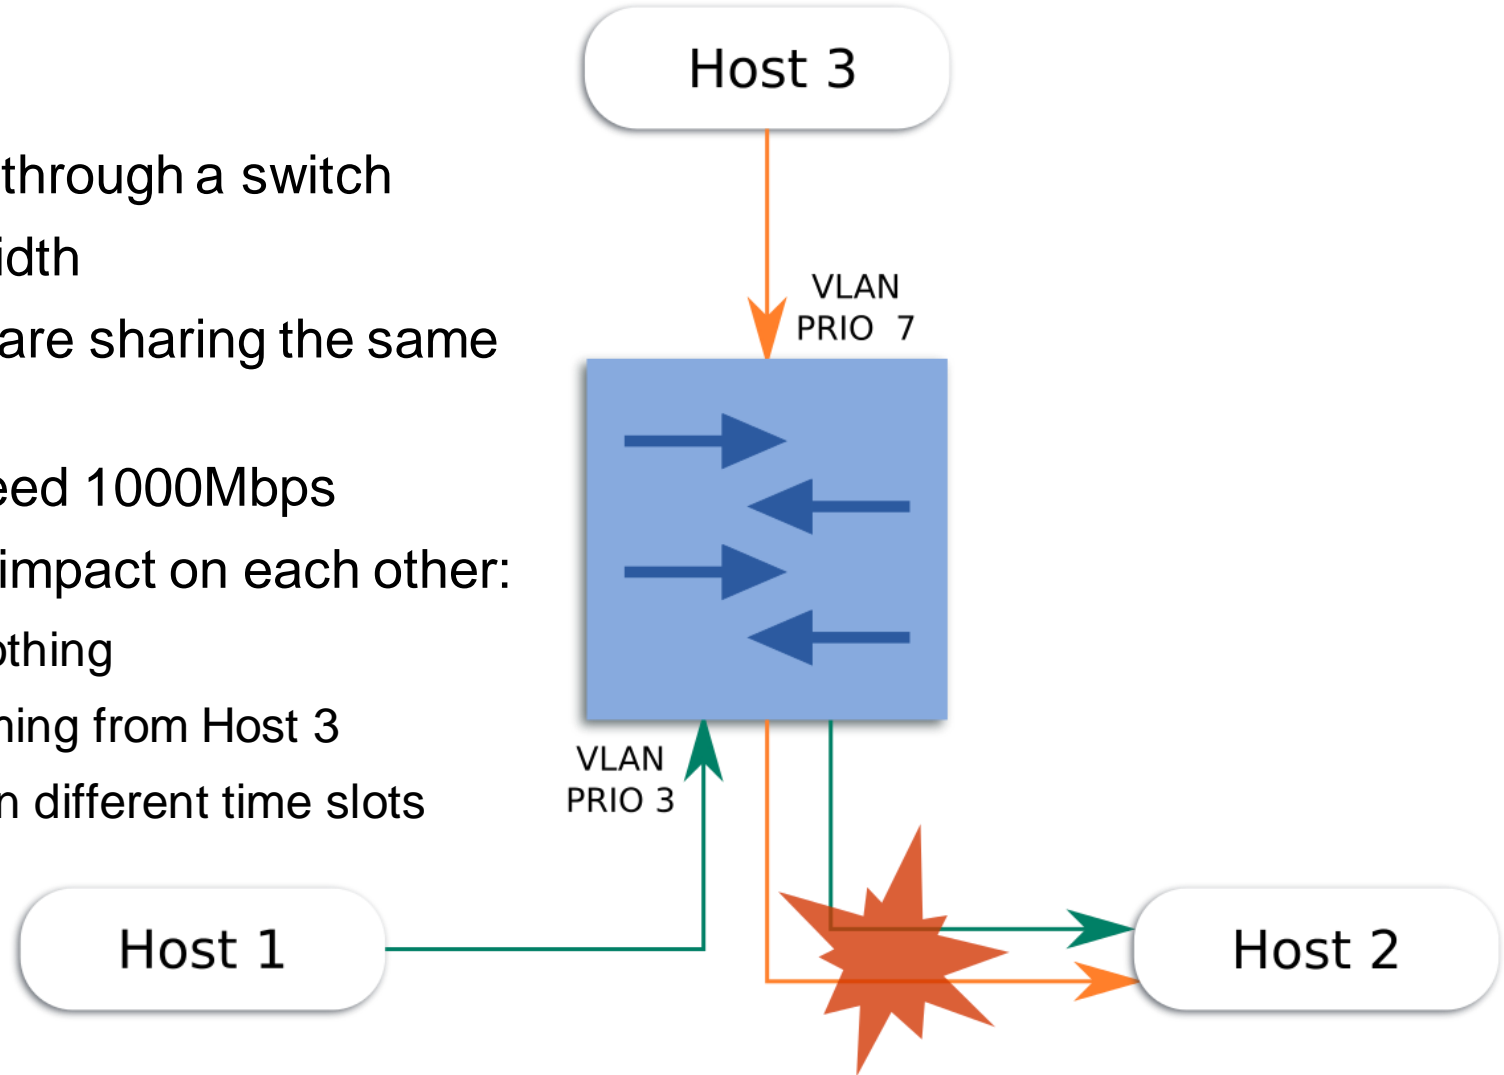 Host 3
through a switch
idth
are sharing the same
VLAN
PRIO 7
eed 1000Mbps
impact on each other:
othing
ning from Host 3
n different time slots
VLAN
PRIO 3
Host 1
Host 2